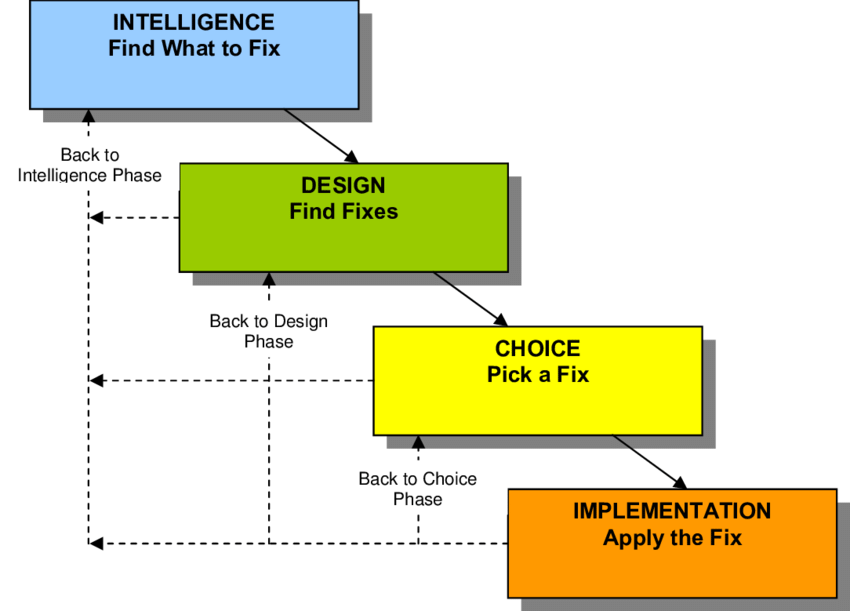 INTELLIGENCE
Find What to Fix
Back to
Intelligence Phase
DESIGN
Find Fixes
Back to Design
Phase
CHOICE
Pick a Fix
Back to Choice
Phase
IMPLEMENTATION
Apply the Fix